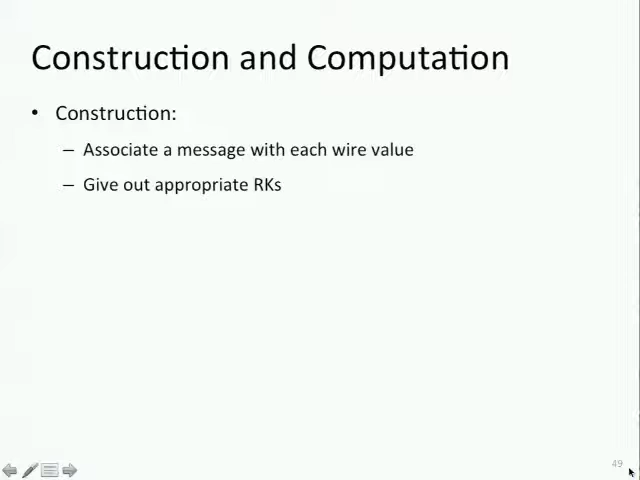 Construction and Computation
• Construction:
– Associate a message with each wire value
– Give out appropriate RKs
49